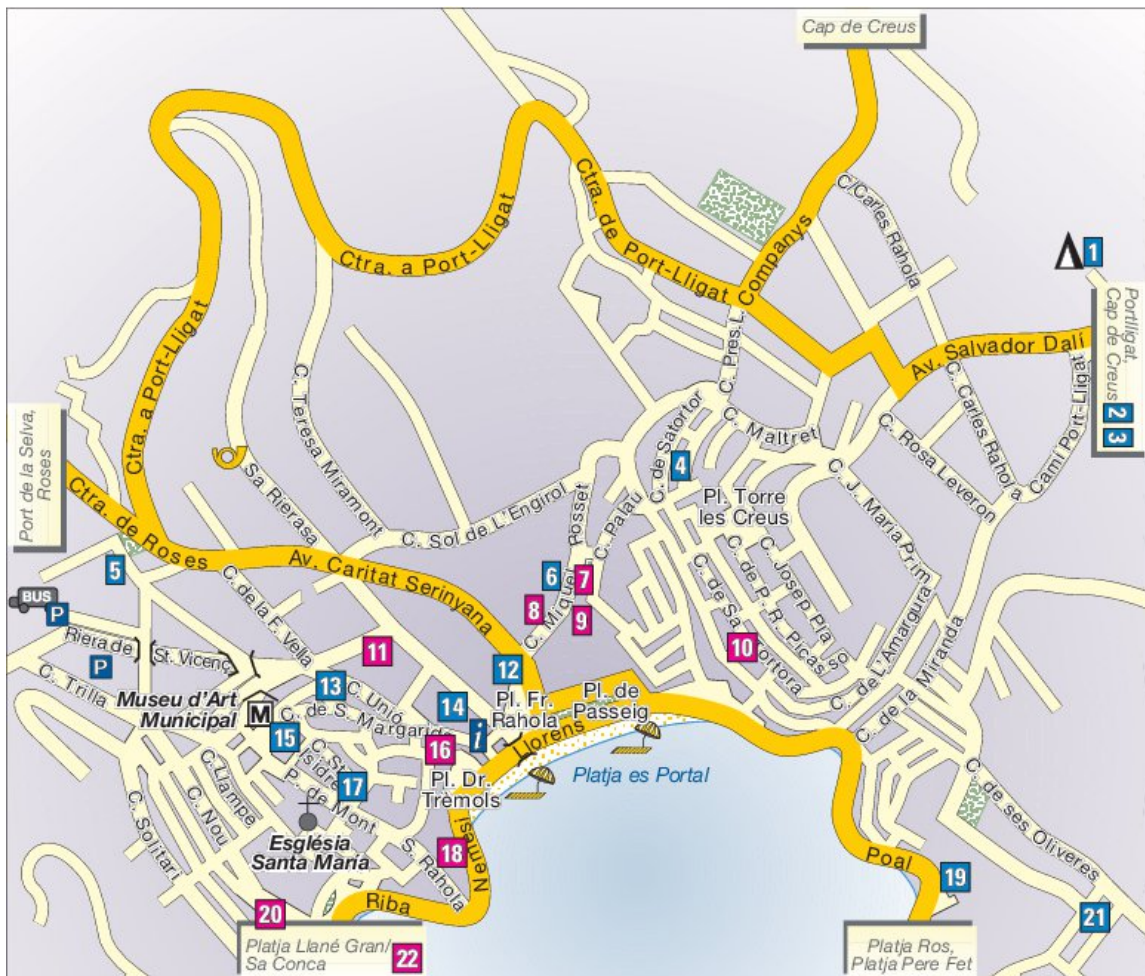 Cap de Creus
C/Carles Rahola
Ctra. de Port-Lligat
Companys
Ctra. a Port-Lligat
1
Portlligat,
Cap de Creus
2
3
Av. Salvador Dalí
C. Pres. L.
Ctra. a Port-Lligat
C. Teresa Miramont
C. de Satortor
C. Maltret
C. Carles Rahola
Camí Port-Lligat
C. Rosa Leveron
Port de la Selva,
Roses
4
Pl. Torre
les Creus
Sa Rierasa
C. J. Maria Prim
Ctra. de Roses
C. Sol de L'Engirol
C. Miquel Rosset
C. Palau
Av. Caritat Serinyana
5
6
7
8
9
C. de la F. Vella
C. Josep Pla
C. de P. R. Picasso
C. de Sa Tortora
C. de L'Amargura
C. de la Miranda
BUS
P
Riera de
St. Vicenç
P
C. Trilla
10
11
12
13
C. Unió
Pl. Fr.
Rahola
Pl. de
Passeig
Llorens
Museu d'Art
Municipal
M
14
i
C. de S. Margarida
15
16
C. St.
Isidre
17
P. de Mont
Pl. Dr.
Trèmols
Platja es Portal
C. Llampe
C. Nou
C. Solitari
Església
Santa Maria
S. Rahola
18
Nemesi
C. de ses Oliveres
Poal
19
Riba
20
21
Platja Llané Gran/
Sa Conca
22
Platja Ros,
Platja Pere Fet